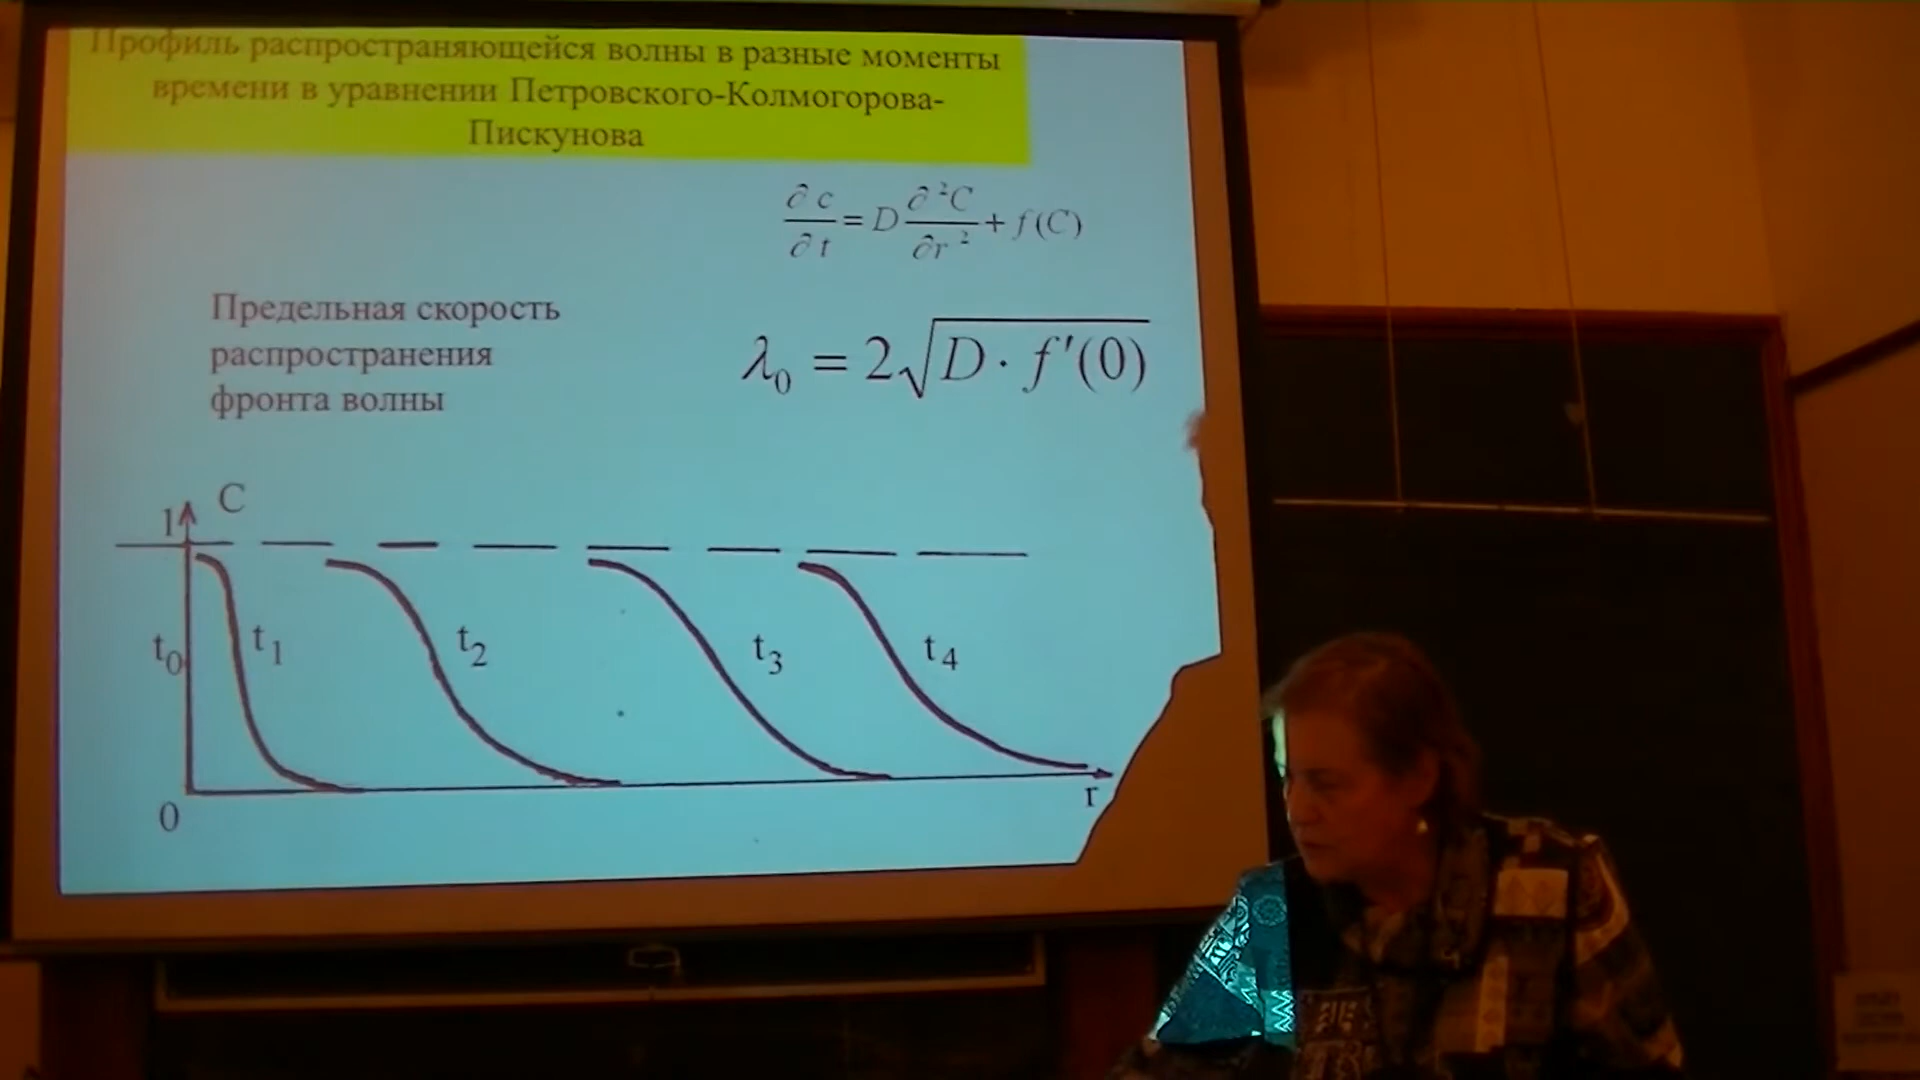 Профиль распространяющейся волны в разные моменты
времени в уравнении Петровского-Колмогорова-
Пискунова
∂c/∂t = D ∂²C/∂r² + f(C)
Предельная скорость
распространения
фронта волны
λ₀ = 2√(D · f′(0))
C
1
t₀ t₁ t₂ t₃ t₄
0
r